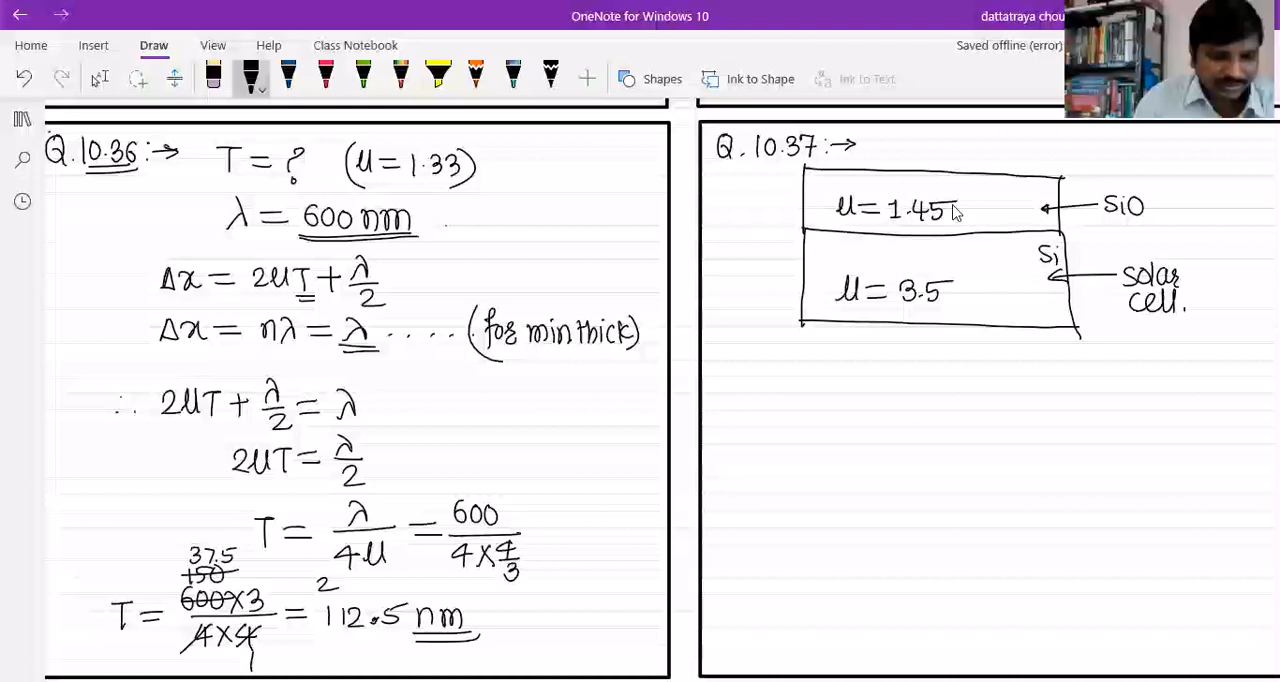 OneNote for Windows 10
dattatraya chou
Home Insert Draw View Help Class Notebook
Saved offline (error)
Shapes Ink to Shape Ink to Text
Q.10.36:→ T = ? (μ = 1.33)
λ = 600 nm
Δx = 2μT + λ/2
Δx = nλ = λ .... (for min thick)
∴ 2μT + λ/2 = λ
2μT = λ/2
T = λ/4μ = 600/(4 × 4/3)
37.5
150
2
T = 600×3/4×4 = 112.5 nm
1
Q. 10.37:→
μ = 1.45 ← SiO
Si
μ = 3.5 ← solar
cell.